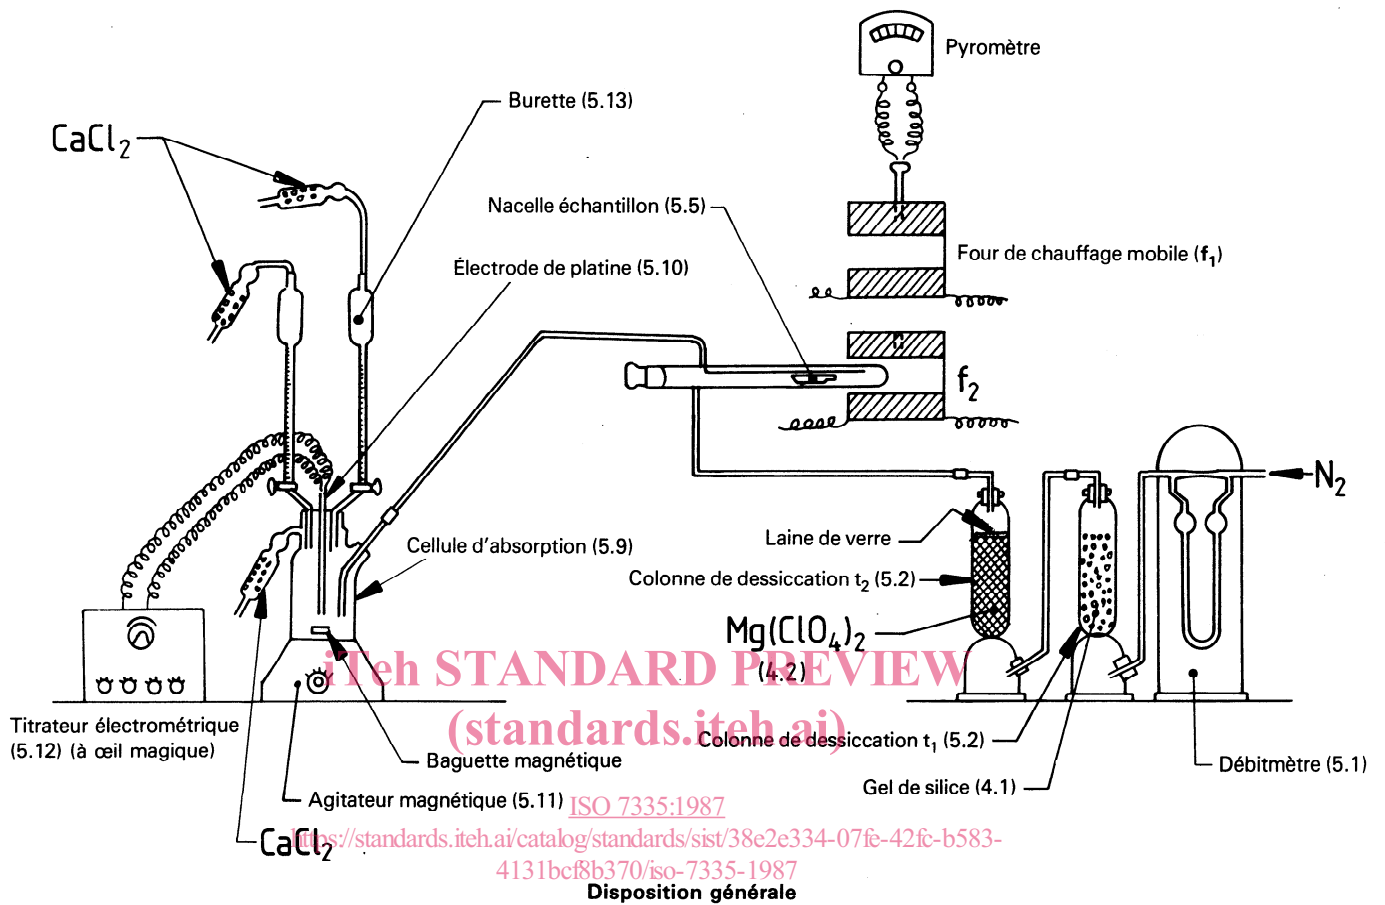 Pyromètre
Burette (5.13)
CaCl2
Nacelle échantillon (5.5)
Four de chauffage mobile (f1)
Électrode de platine (5.10)
f2
N2
Laine de verre
Cellule d'absorption (5.9)
Colonne de dessiccation t2 (5.2)
Mg(ClO4)2
(4.2)
iTeh STANDARD PREVIEW
(standards.iteh.ai)
Titrateur électrométrique
(5.12) (à œil magique)
Colonne de dessiccation t1 (5.2)
Baguette magnétique
Débitmètre (5.1)
Gel de silice (4.1)
Agitateur magnétique (5.11)
ISO 7335:1987
CaCl2
https://standards.iteh.ai/catalog/standards/sist/38e2e334-07fe-42fc-b583-
4131bcf8b370/iso-7335-1987
Disposition générale